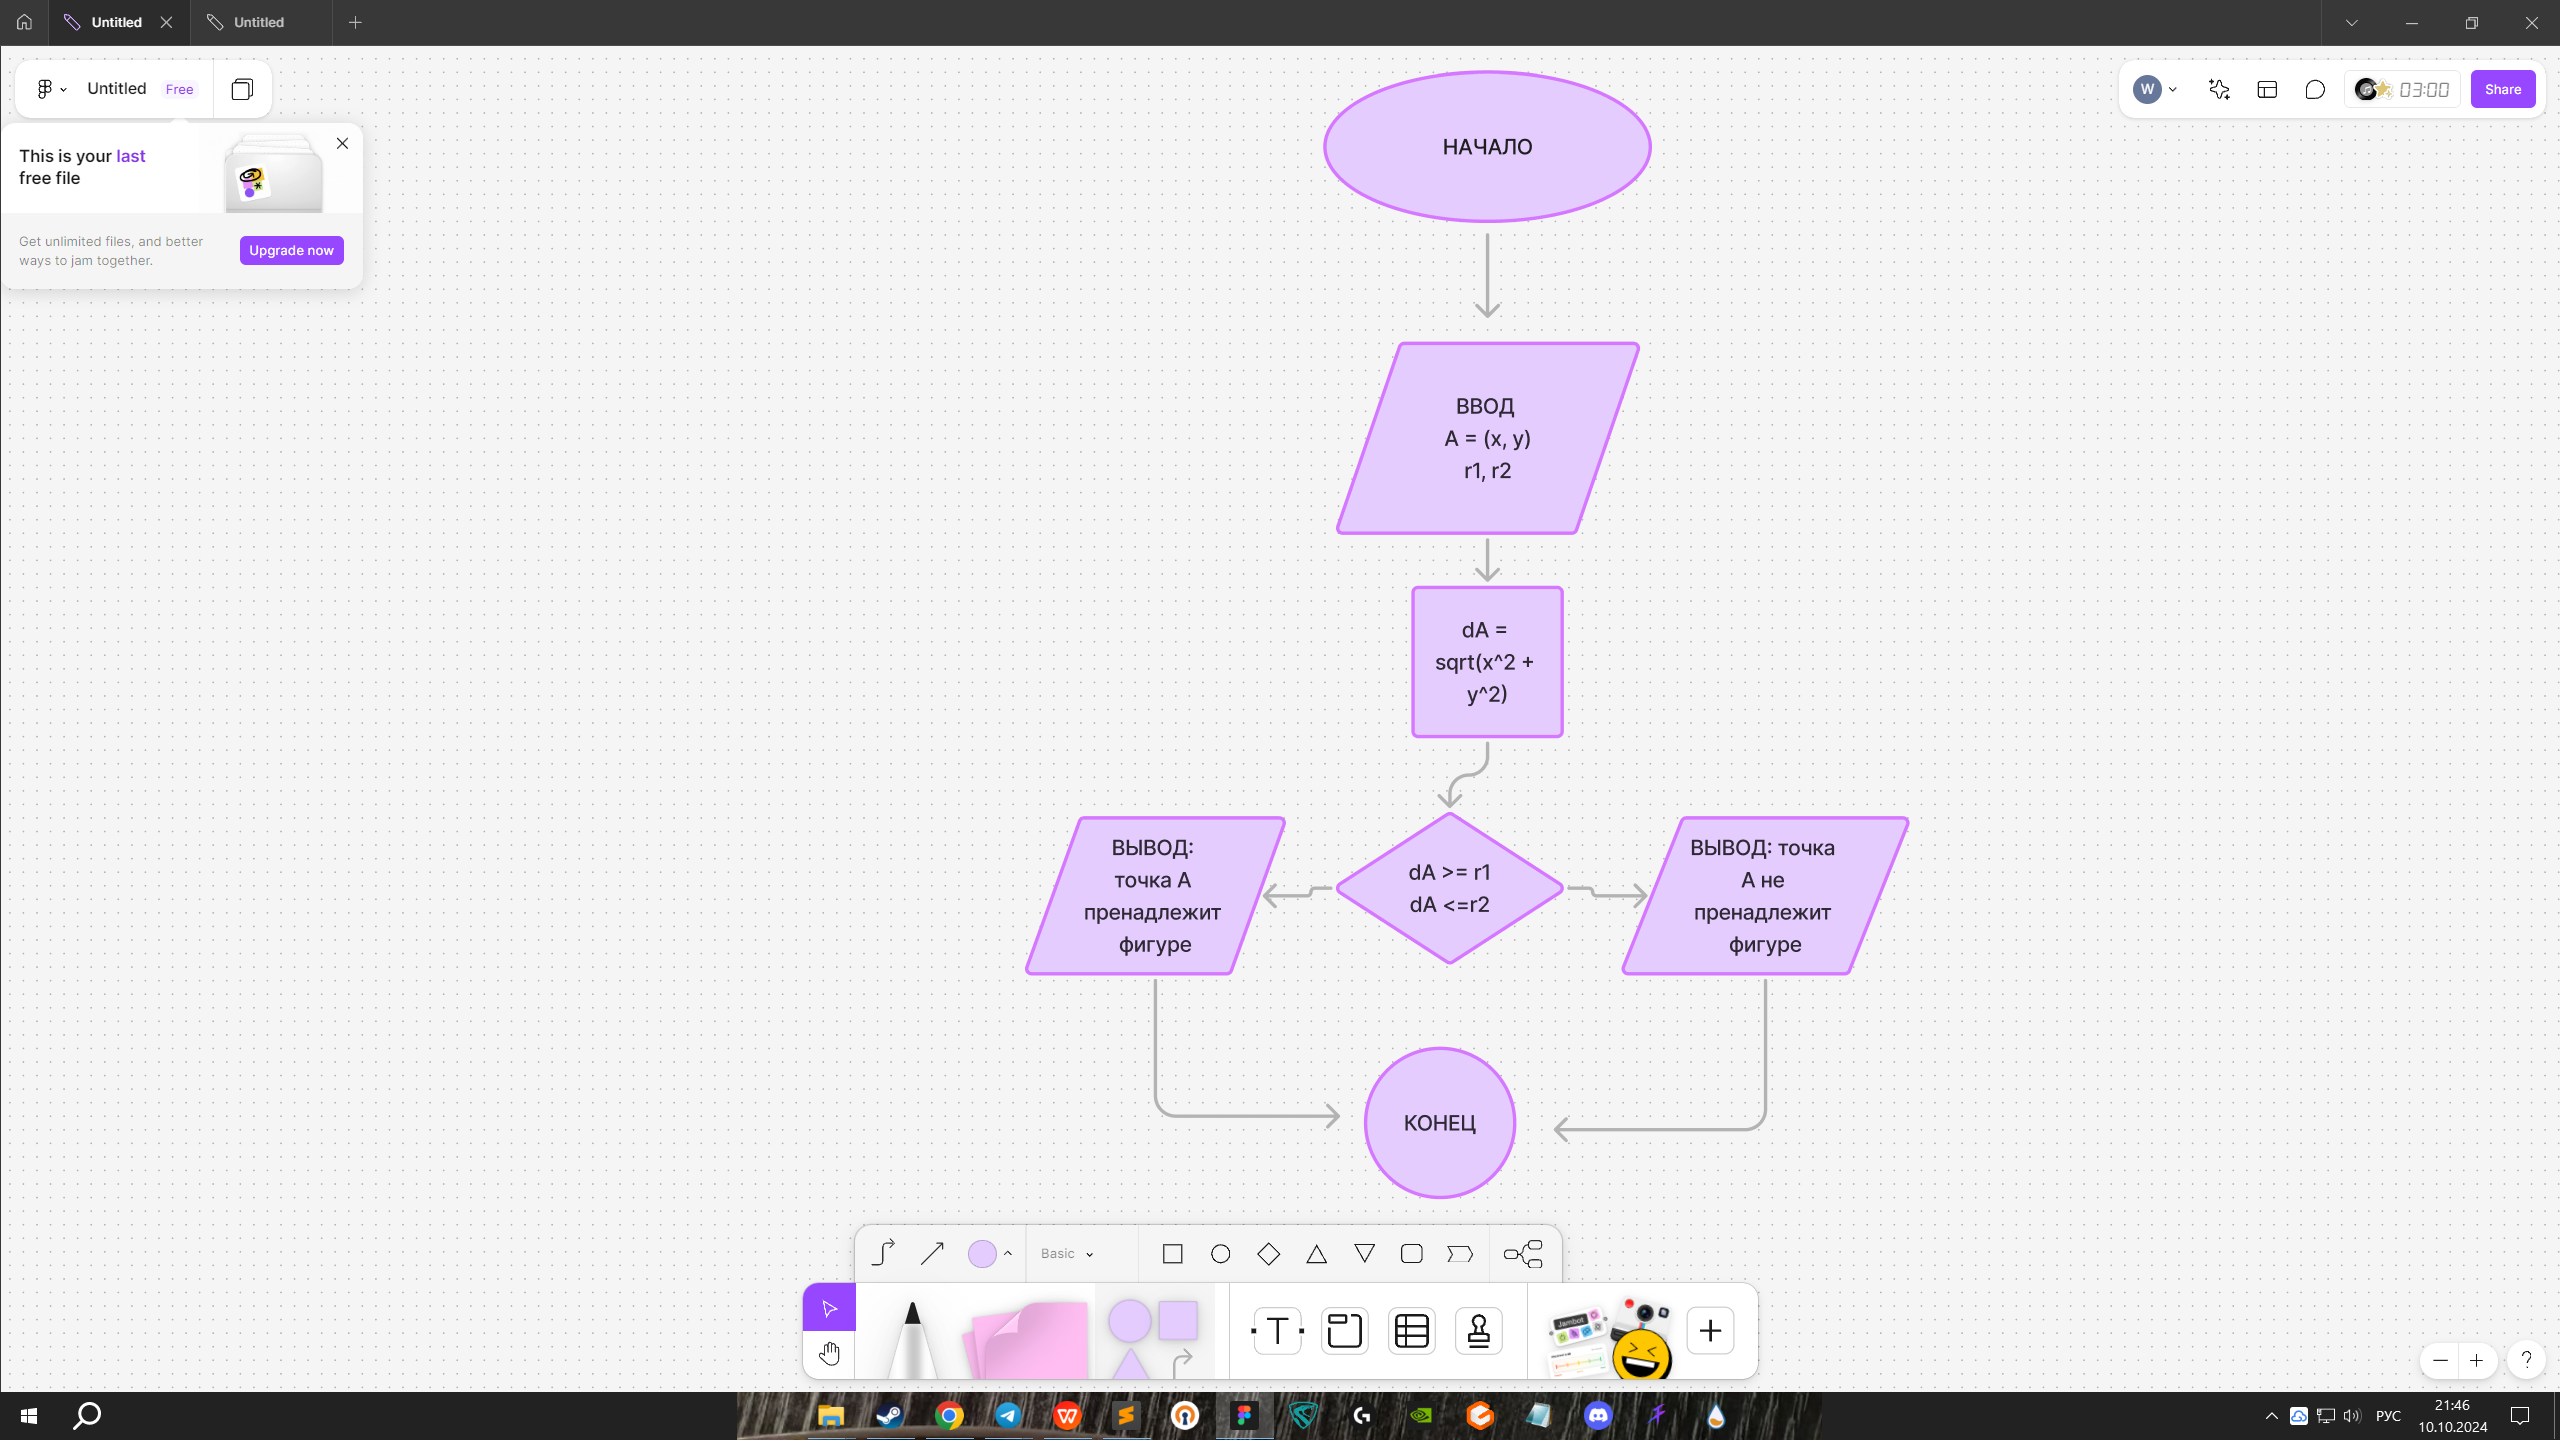 Untitled
Untitled
Untitled
Free
W
03:00
Share
This is your last
free file
Get unlimited files, and better
ways to jam together.
Upgrade now
НАЧАЛО
ВВОД
A = (x, y)
r1, r2
dA =
sqrt(x^2 +
y^2)
ВЫВОД:
точка А
пренадлежит
фигуре
dA >= r1
dA <=r2
ВЫВОД: точка
А не
пренадлежит
фигуре
КОНЕЦ
Basic
T
Jambot
?
РУС
21:46
10.10.2024